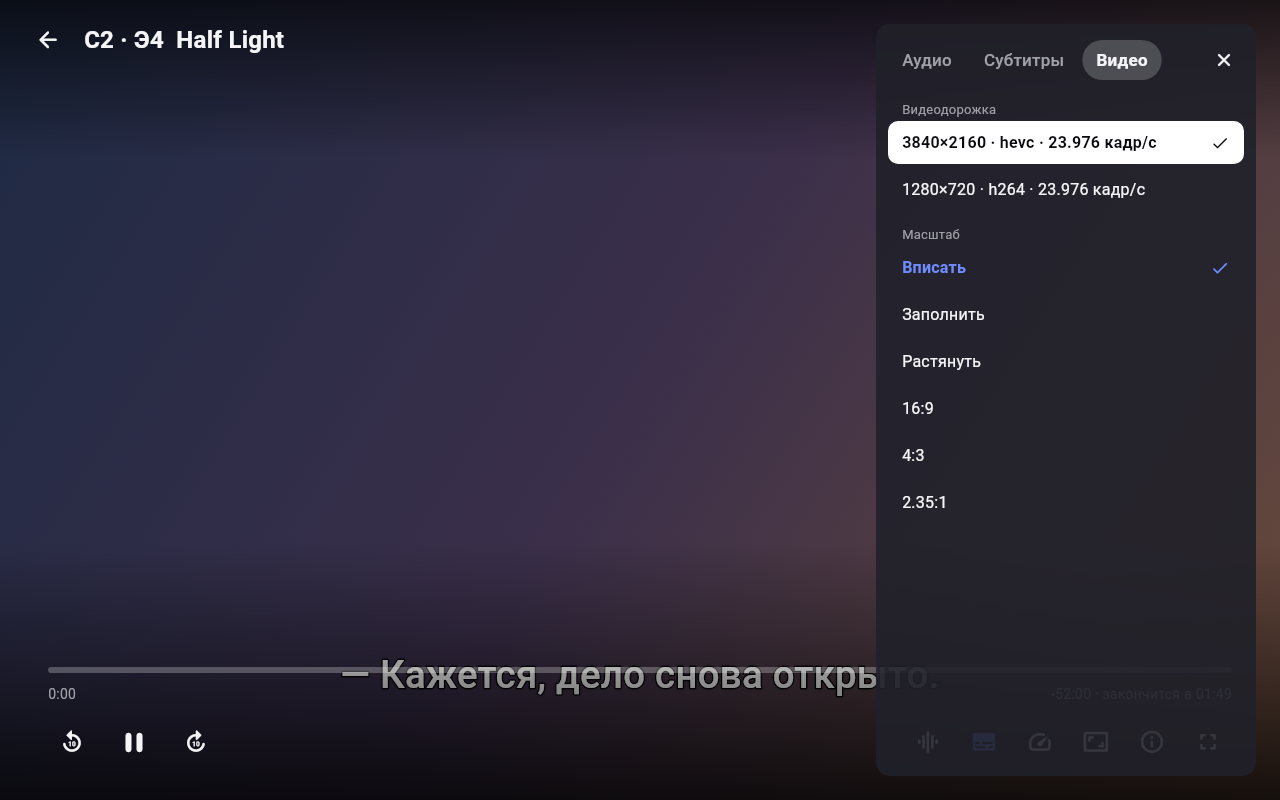 С2 · Э4 Half Light
Аудио Субтитры Видео
Видеодорожка
3840×2160 · hevc · 23.976 кадр/с
1280×720 · h264 · 23.976 кадр/с
Масштаб
Вписать
Заполнить
Растянуть
16:9
4:3
2.35:1
— Кажется, дело снова открыто.
0:00
-52:00 · закончится в 01:49
10 10